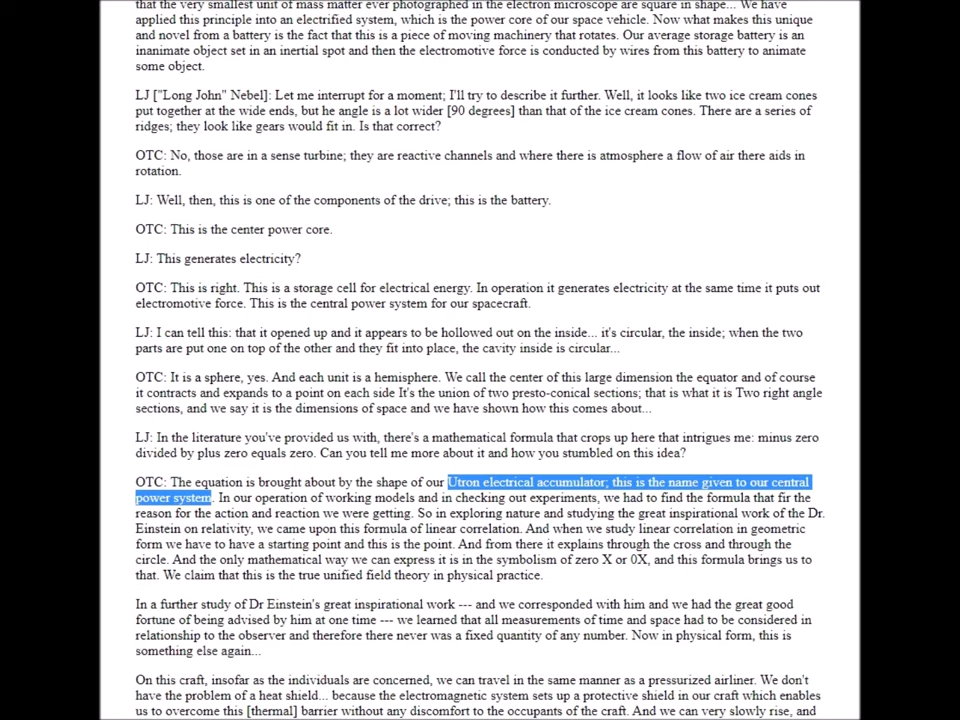 that the very smallest unit of mass matter ever photographed in the electron microscope are square in shape... We have
applied this principle into an electrified system, which is the power core of our space vehicle. Now what makes this unique
and novel from a battery is the fact that this is a piece of moving machinery that rotates. Our average storage battery is an
inanimate object set in an inertial spot and then the electromotive force is conducted by wires from this battery to animate
some object.
LJ ["Long John" Nebel]: Let me interrupt for a moment; I'll try to describe it further. Well, it looks like two ice cream cones
put together at the wide ends, but he angle is a lot wider [90 degrees] than that of the ice cream cones. There are a series of
ridges; they look like gears would fit in. Is that correct?
OTC: No, those are in a sense turbine; they are reactive channels and where there is atmosphere a flow of air there aids in
rotation.
LJ: Well, then, this is one of the components of the drive; this is the battery.
OTC: This is the center power core.
LJ: This generates electricity?
OTC: This is right. This is a storage cell for electrical energy. In operation it generates electricity at the same time it puts out
electromotive force. This is the central power system for our spacecraft.
LJ: I can tell this: that it opened up and it appears to be hollowed out on the inside... it's circular, the inside; when the two
parts are put one on top of the other and they fit into place, the cavity inside is circular...
OTC: It is a sphere, yes. And each unit is a hemisphere. We call the center of this large dimension the equator and of course
it contracts and expands to a point on each side It's the union of two presto-conical sections; that is what it is Two right angle
sections, and we say it is the dimensions of space and we have shown how this comes about...
LJ: In the literature you've provided us with, there's a mathematical formula that crops up here that intrigues me: minus zero
divided by plus zero equals zero. Can you tell me more about it and how you stumbled on this idea?
OTC: The equation is brought about by the shape of our Utron electrical accumulator; this is the name given to our central
power system. In our operation of working models and in checking out experiments, we had to find the formula that fir the
reason for the action and reaction we were getting. So in exploring nature and studying the great inspirational work of the Dr.
Einstein on relativity, we came upon this formula of linear correlation. And when we study linear correlation in geometric
form we have to have a starting point and this is the point. And from there it explains through the cross and through the
circle. And the only mathematical way we can express it is in the symbolism of zero X or 0X, and this formula brings us to
that. We claim that this is the true unified field theory in physical practice.
In a further study of Dr Einstein's great inspirational work --- and we corresponded with him and we had the great good
fortune of being advised by him at one time --- we learned that all measurements of time and space had to be considered in
relationship to the observer and therefore there never was a fixed quantity of any number. Now in physical form, this is
something else again...
On this craft, insofar as the individuals are concerned, we can travel in the same manner as a pressurized airliner. We don't
have the problem of a heat shield... because the electromagnetic system sets up a protective shield in our craft which enables
us to overcome this [thermal] barrier without any discomfort to the occupants of the craft. And we can very slowly rise, and